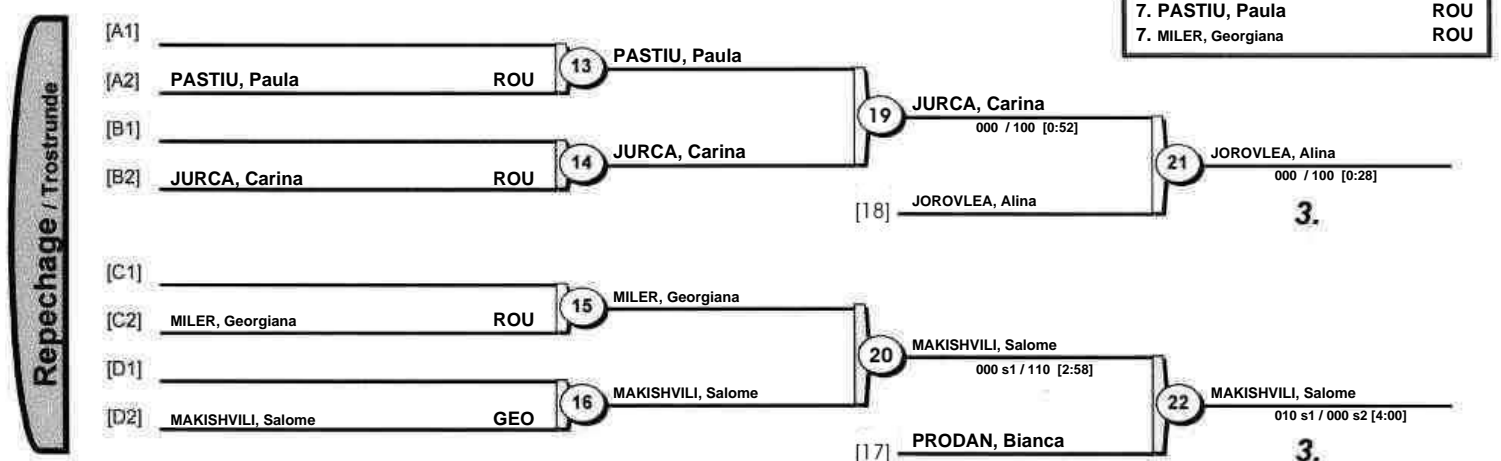 7. PASTIU, Paula ROU
7. MILER, Georgiana ROU
Repechage / Trostrunde
[A1]
[A2] PASTIU, Paula ROU
13 PASTIU, Paula
[B1]
[B2] JURCA, Carina ROU
14 JURCA, Carina
19 JURCA, Carina
000 / 100 [0:52]
[18] JOROVLEA, Alina
21 JOROVLEA, Alina
000 / 100 [0:28]
3.
[C1]
[C2] MILER, Georgiana ROU
15 MILER, Georgiana
[D1]
[D2] MAKISHVILI, Salome GEO
16 MAKISHVILI, Salome
20 MAKISHVILI, Salome
000 s1 / 110 [2:58]
[17] PRODAN, Bianca
22 MAKISHVILI, Salome
010 s1 / 000 s2 [4:00]
3.